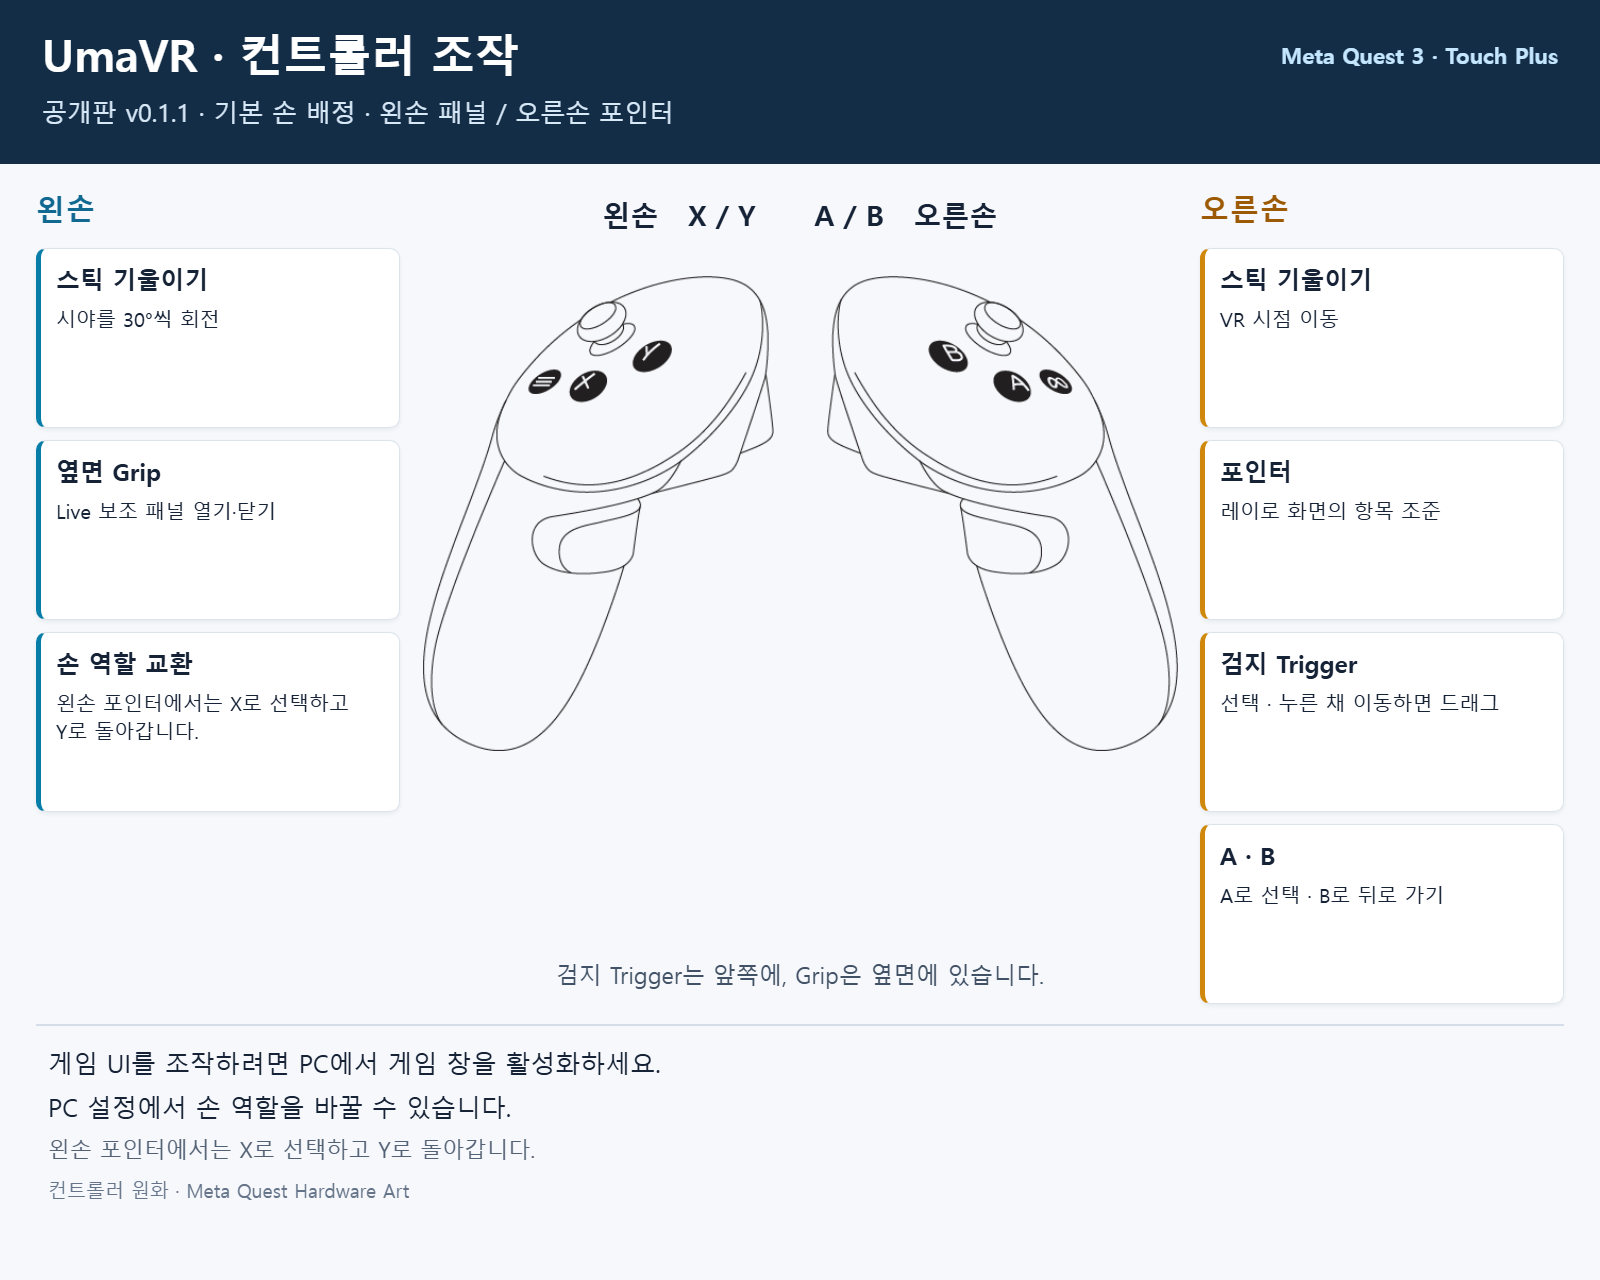 UmaVR · 컨트롤러 조작
Meta Quest 3 · Touch Plus
공개판 v0.1.1 · 기본 손 배정 · 왼손 패널 / 오른손 포인터
왼손
스틱 기울이기
시야를 30°씩 회전
옆면 Grip
Live 보조 패널 열기·닫기
손 역할 교환
왼손 포인터에서는 X로 선택하고
Y로 돌아갑니다.
왼손 X / Y A / B 오른손
Y
X
B
A
오른손
스틱 기울이기
VR 시점 이동
포인터
레이로 화면의 항목 조준
검지 Trigger
선택 · 누른 채 이동하면 드래그
A · B
A로 선택 · B로 뒤로 가기
검지 Trigger는 앞쪽에, Grip은 옆면에 있습니다.
게임 UI를 조작하려면 PC에서 게임 창을 활성화하세요.
PC 설정에서 손 역할을 바꿀 수 있습니다.
왼손 포인터에서는 X로 선택하고 Y로 돌아갑니다.
컨트롤러 원화 · Meta Quest Hardware Art